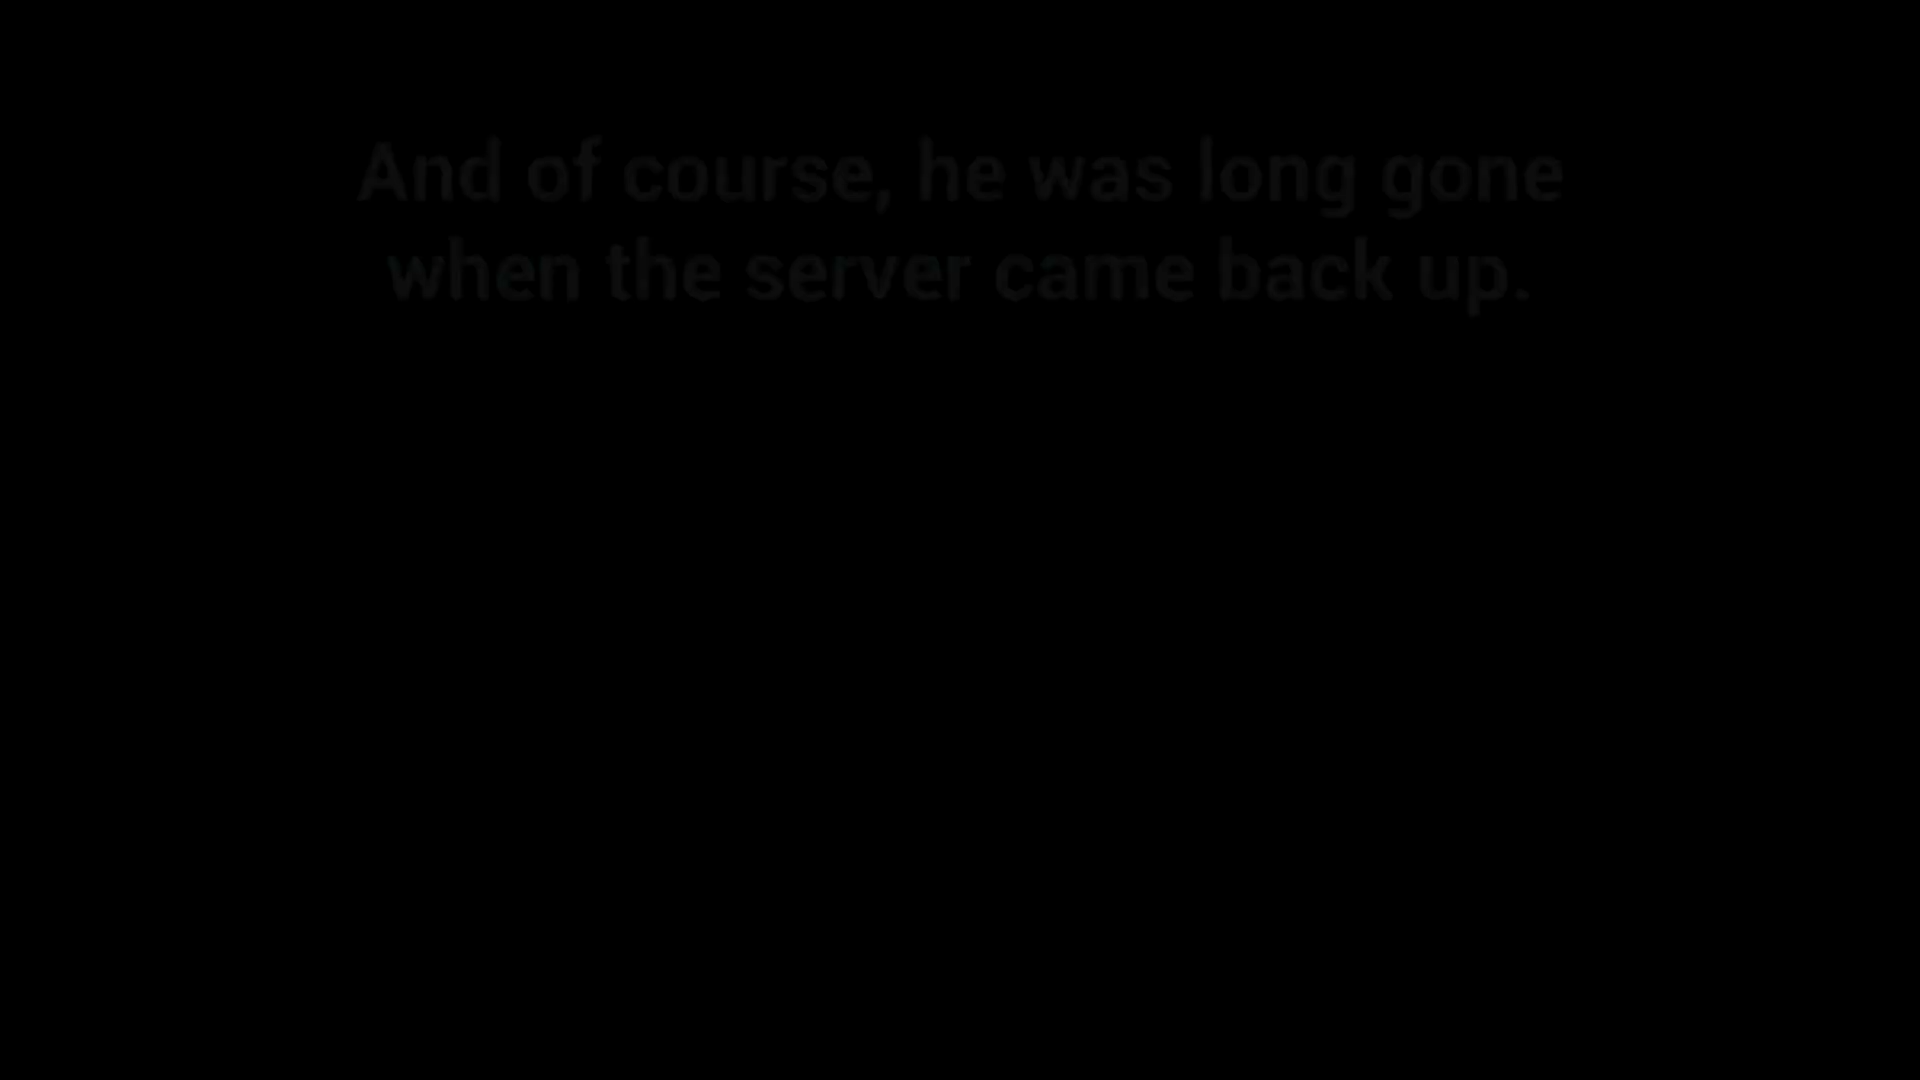 And of course, he was long gone
when the server came back up.